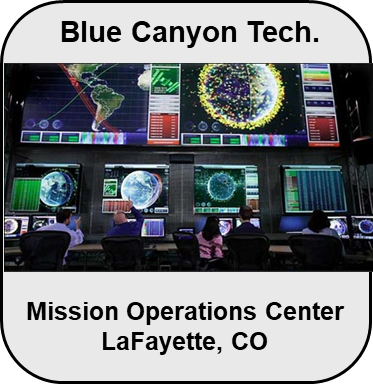 Blue Canyon Tech.
Mission Operations Center
LaFayette, CO